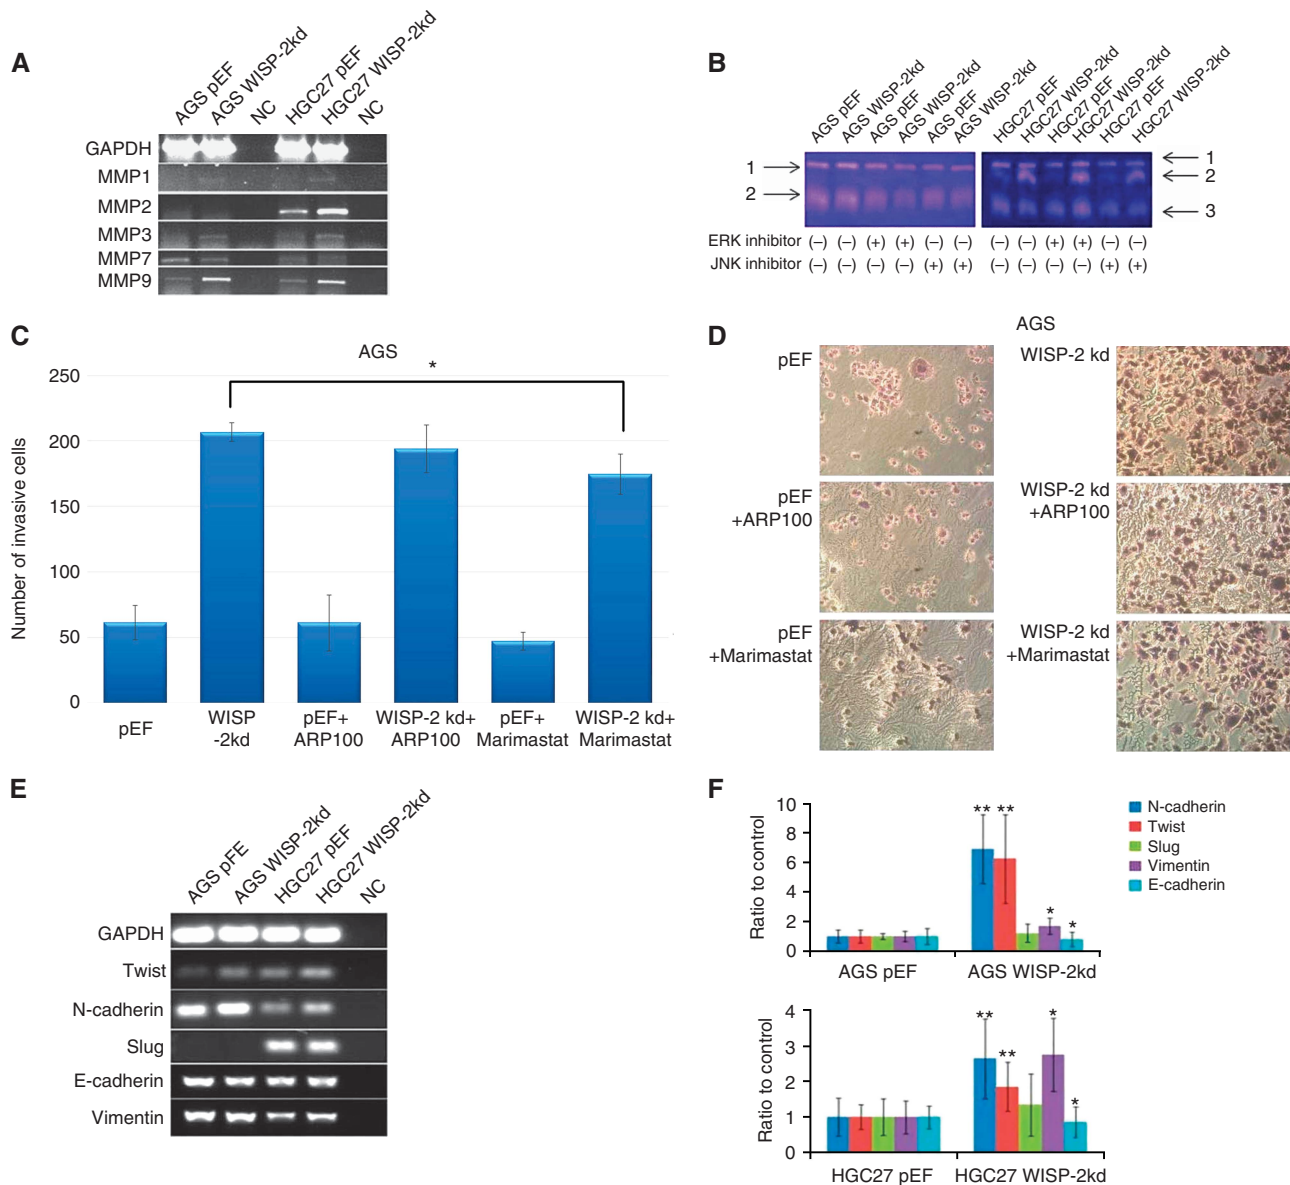 A
AGS pEF
AGS WISP-2kd
NC
HGC27 pEF
HGC27 WISP-2kd
NC
GAPDH
MMP1
MMP2
MMP3
MMP7
MMP9
B
AGS pEF
AGS WISP-2kd
AGS pEF
AGS WISP-2kd
AGS pEF
AGS WISP-2kd
HGC27 pEF
HGC27 WISP-2kd
HGC27 pEF
HGC27 WISP-2kd
HGC27 pEF
HGC27 WISP-2kd
1
2
1
2
3
ERK inhibitor (–) (–) (+) (+) (–) (–) (–) (–) (+) (+) (–) (–)
JNK inhibitor (–) (–) (–) (–) (+) (+) (–) (–) (–) (–) (+) (+)
C
AGS
*
Number of invasive cells
250
200
150
100
50
0
pEF
WISP
-2kd
pEF+
ARP100
WISP-2 kd+
ARP100
pEF+
Marimastat
WISP-2 kd+
Marimastat
D
AGS
pEF
WISP-2 kd
pEF
+ARP100
WISP-2 kd
+ARP100
pEF
+Marimastat
WISP-2 kd
+Marimastat
E
AGS pFE
AGS WISP-2kd
HGC27 pEF
HGC27 WISP-2kd
NC
GAPDH
Twist
N-cadherin
Slug
E-cadherin
Vimentin
F
Ratio to control
10
8
6
4
2
0
** **
*
*
AGS pEF
AGS WISP-2kd
N-cadherin
Twist
Slug
Vimentin
E-cadherin
Ratio to control
4
3
2
1
0
**
**
*
*
HGC27 pEF
HGC27 WISP-2kd